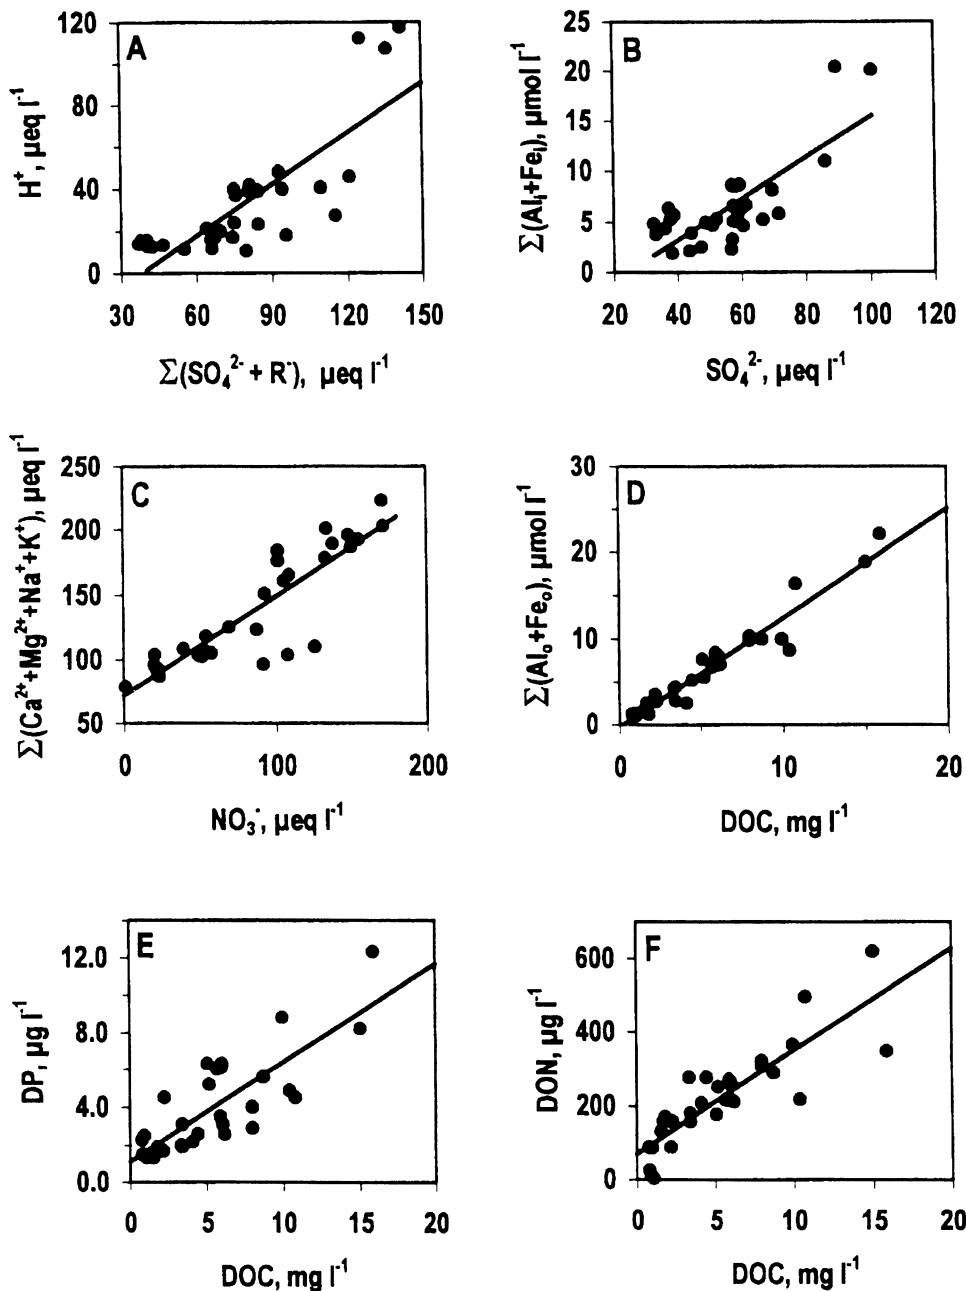 A
120
80
40
0
H⁺, µeq l⁻¹
30 60 90 120 150
Σ(SO₄²⁻ + R⁻), µeq l⁻¹
B
25
20
15
10
5
0
Σ(Alᵢ+Feᵢ), µmol l⁻¹
20 40 60 80 100 120
SO₄²⁻, µeq l⁻¹
C
250
200
150
100
50
Σ(Ca²⁺+Mg²⁺+Na⁺+K⁺), µeq l⁻¹
0 100 200
NO₃⁻, µeq l⁻¹
D
30
20
10
0
Σ(Alₒ+Feₒ), µmol l⁻¹
0 10 20
DOC, mg l⁻¹
E
12.0
8.0
4.0
0.0
DP, µg l⁻¹
0 5 10 15 20
DOC, mg l⁻¹
F
600
400
200
0
DON, µg l⁻¹
0 5 10 15 20
DOC, mg l⁻¹